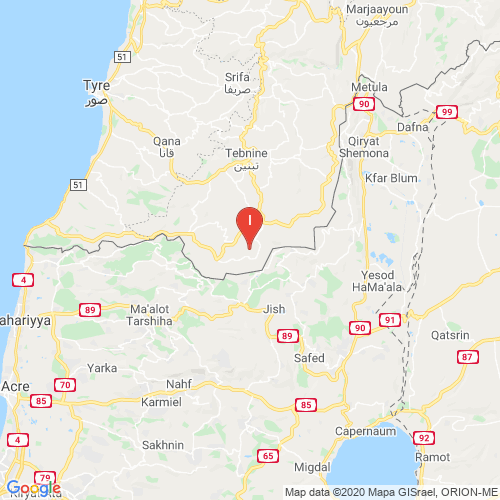 Marjaayoun
مرجعيون
51
Srifa
صريفا
Tyre
صور
Metula
90
99
Dafna
Qana
قانا
Qiryat
Shemona
Tebnine
تبنين
Kfar Blum
51
I
4
Yesod
HaMa'ala
89
Ma'alot
Tarshiha
Jish
ahariyya
91
90
89
Qatsrin
Safed
87
Yarka
70
Acre
Nahf
85
Karmiel
85
Capernaum
4
92
Sakhnin
65
Ramot
Migdal
79
Google
Map data ©2020 Mapa GISrael, ORION.ME